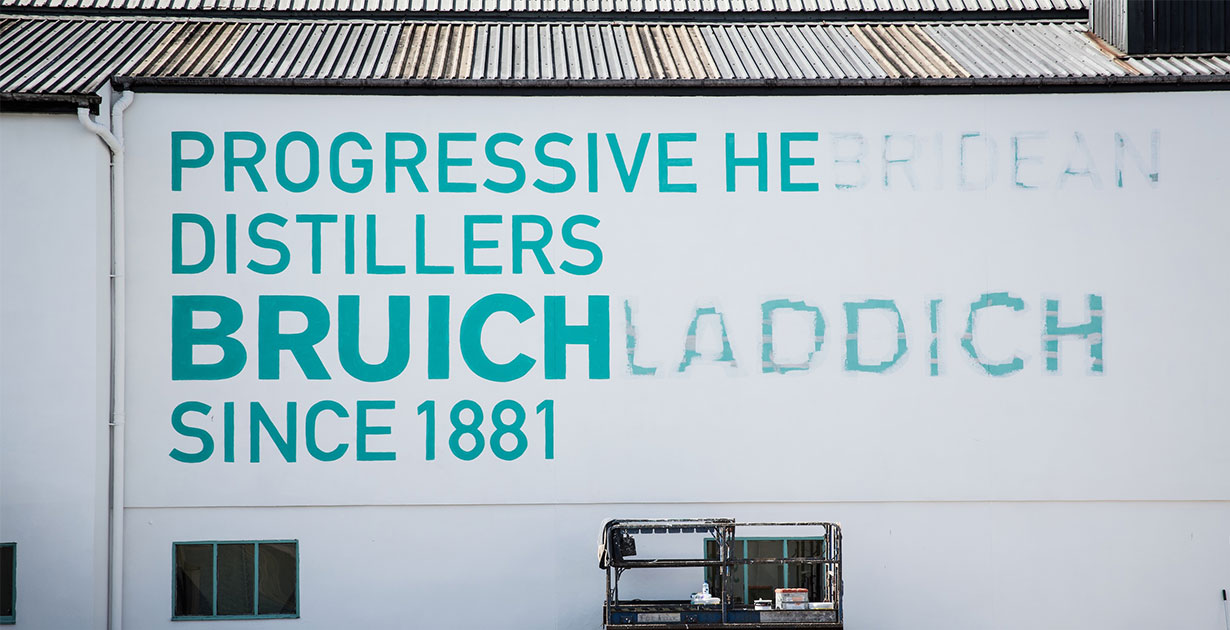 PROGRESSIVE HEBRIDEAN
DISTILLERS
BRUICHLADDICH
SINCE 1881